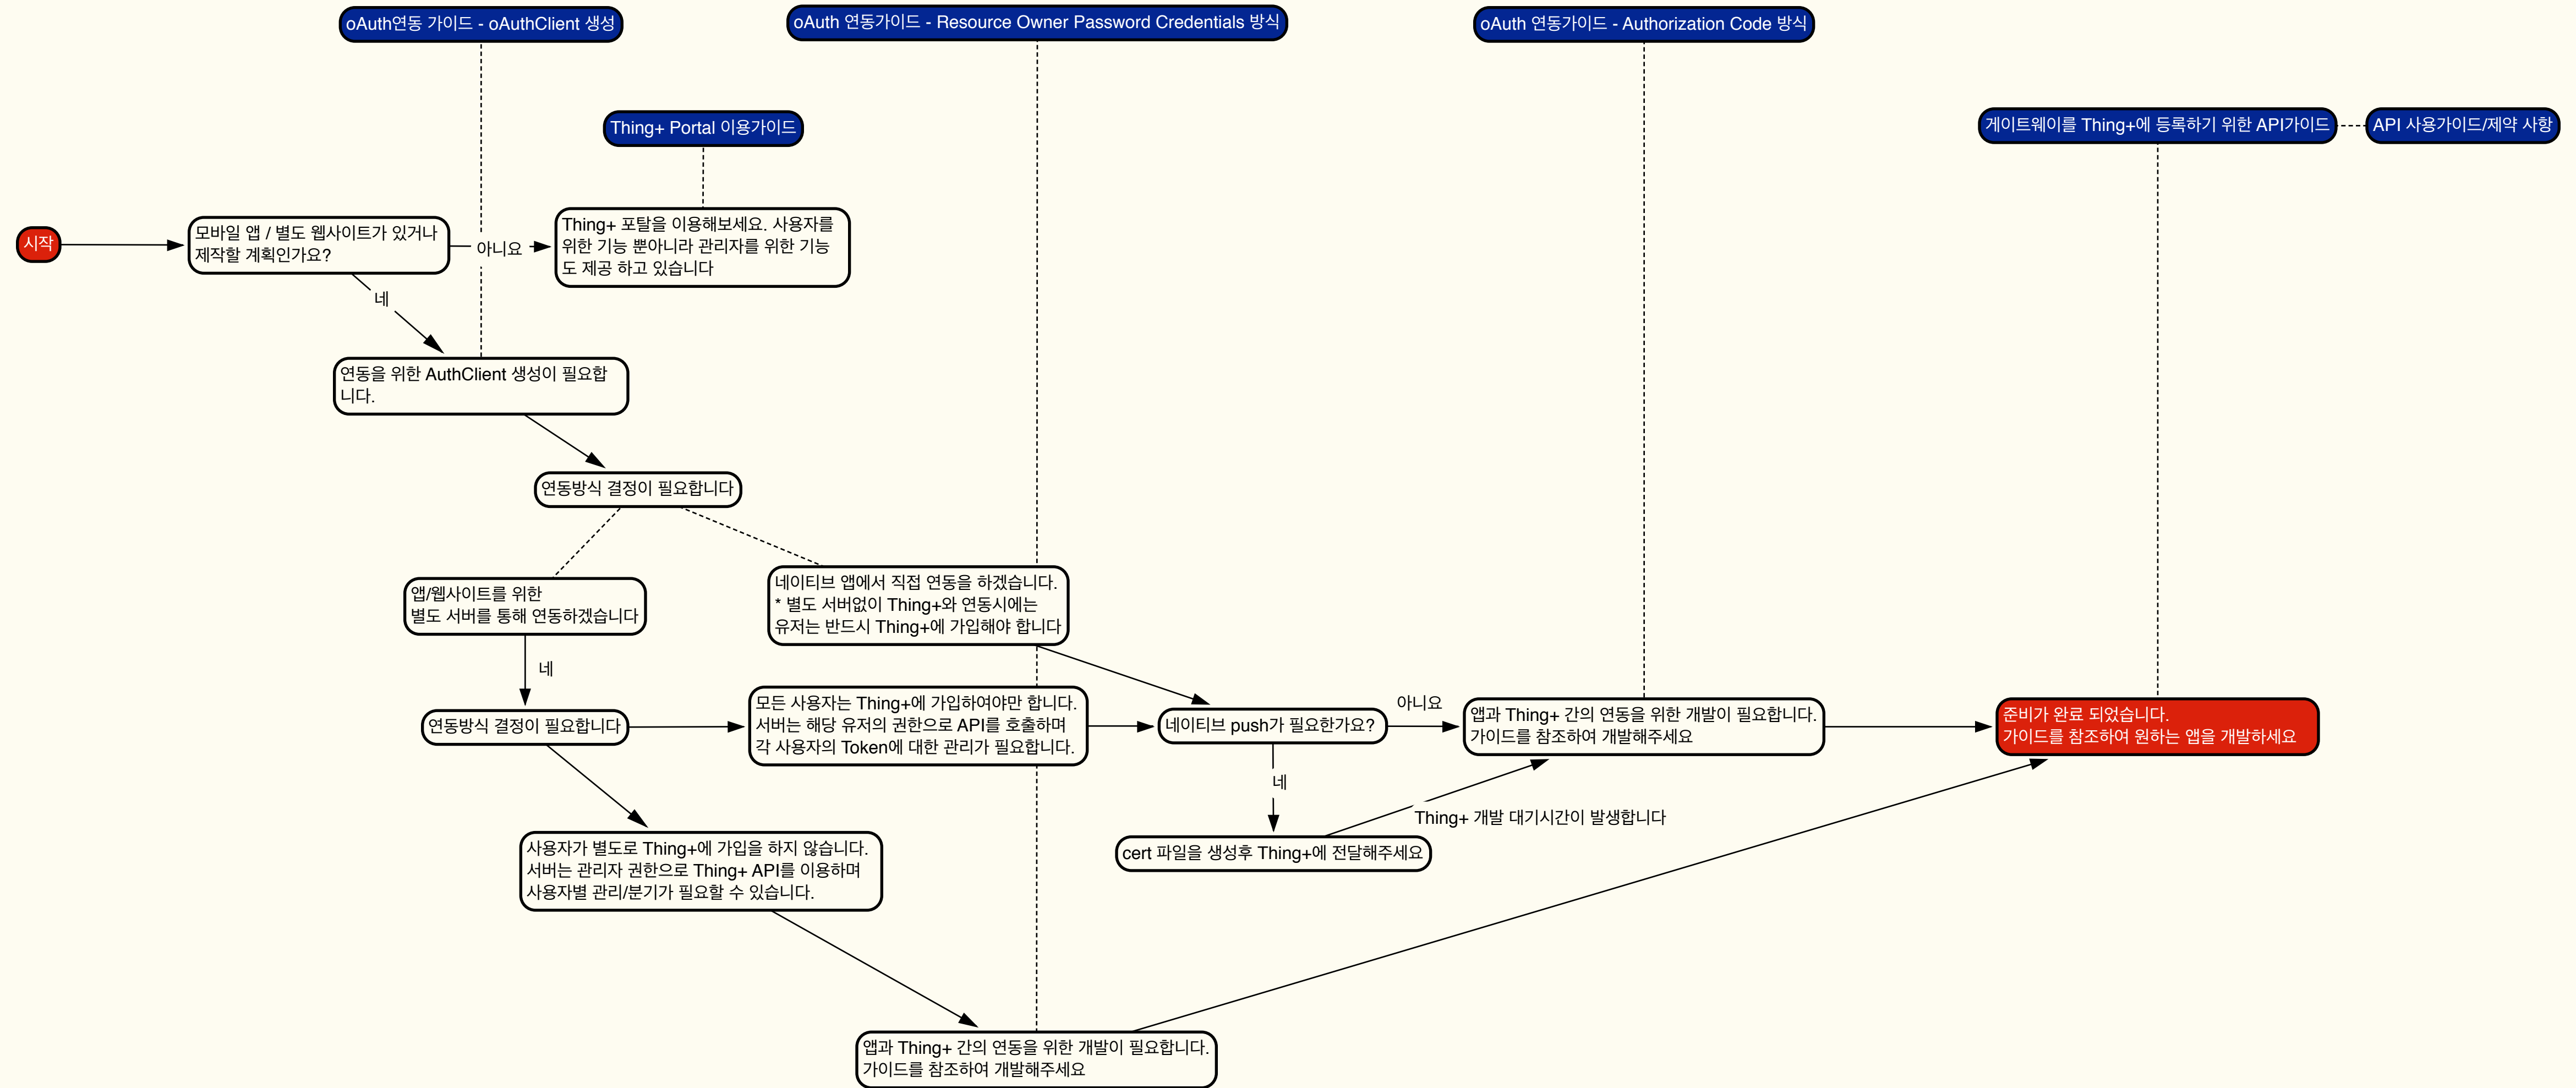 oAuth연동 가이드 - oAuthClient 생성
oAuth 연동가이드 - Resource Owner Password Credentials 방식
oAuth 연동가이드 - Authorization Code 방식
Thing+ Portal 이용가이드
게이트웨이를 Thing+에 등록하기 위한 API가이드
API 사용가이드/제약 사항
시작
모바일 앱 / 별도 웹사이트가 있거나
제작할 계획인가요?
아니요
Thing+ 포탈을 이용해보세요. 사용자를
위한 기능 뿐아니라 관리자를 위한 기능
도 제공 하고 있습니다
네
연동을 위한 AuthClient 생성이 필요합
니다.
연동방식 결정이 필요합니다
앱/웹사이트를 위한
별도 서버를 통해 연동하겠습니다
네이티브 앱에서 직접 연동을 하겠습니다.
* 별도 서버없이 Thing+와 연동시에는
유저는 반드시 Thing+에 가입해야 합니다
네
연동방식 결정이 필요합니다
모든 사용자는 Thing+에 가입하여야만 합니다.
서버는 해당 유저의 권한으로 API를 호출하며
각 사용자의 Token에 대한 관리가 필요합니다.
네이티브 push가 필요한가요?
아니요
앱과 Thing+ 간의 연동을 위한 개발이 필요합니다.
가이드를 참조하여 개발해주세요
준비가 완료 되었습니다.
가이드를 참조하여 원하는 앱을 개발하세요
네
Thing+ 개발 대기시간이 발생합니다
cert 파일을 생성후 Thing+에 전달해주세요
사용자가 별도로 Thing+에 가입을 하지 않습니다.
서버는 관리자 권한으로 Thing+ API를 이용하며
사용자별 관리/분기가 필요할 수 있습니다.
앱과 Thing+ 간의 연동을 위한 개발이 필요합니다.
가이드를 참조하여 개발해주세요